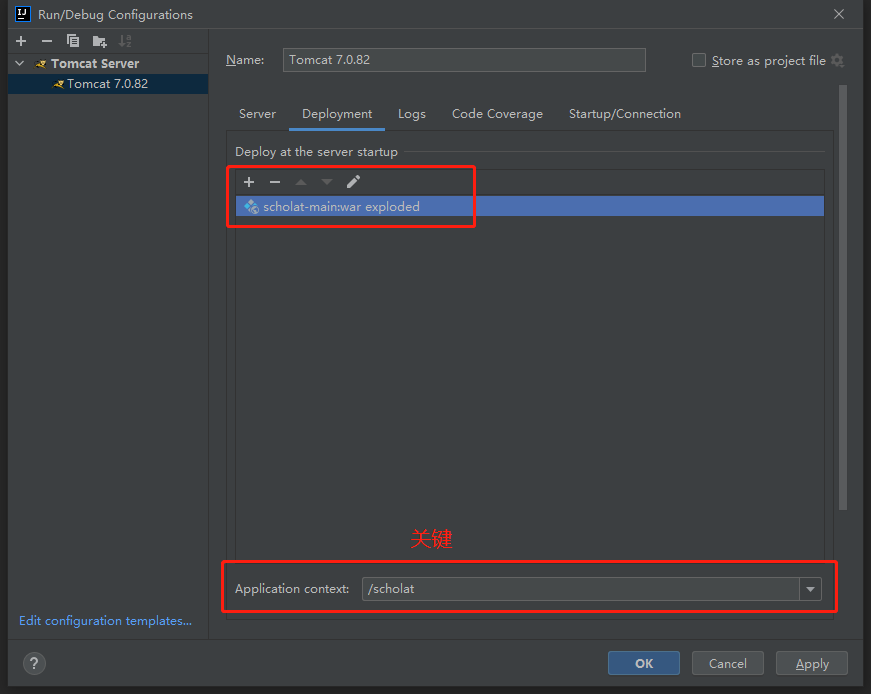 Run/Debug Configurations
Tomcat Server
Tomcat 7.0.82
Name: Tomcat 7.0.82 Store as project file
Server Deployment Logs Code Coverage Startup/Connection
Deploy at the server startup
scholat-main:war exploded
关键
Application context: /scholat
Edit configuration templates...
? OK Cancel Apply